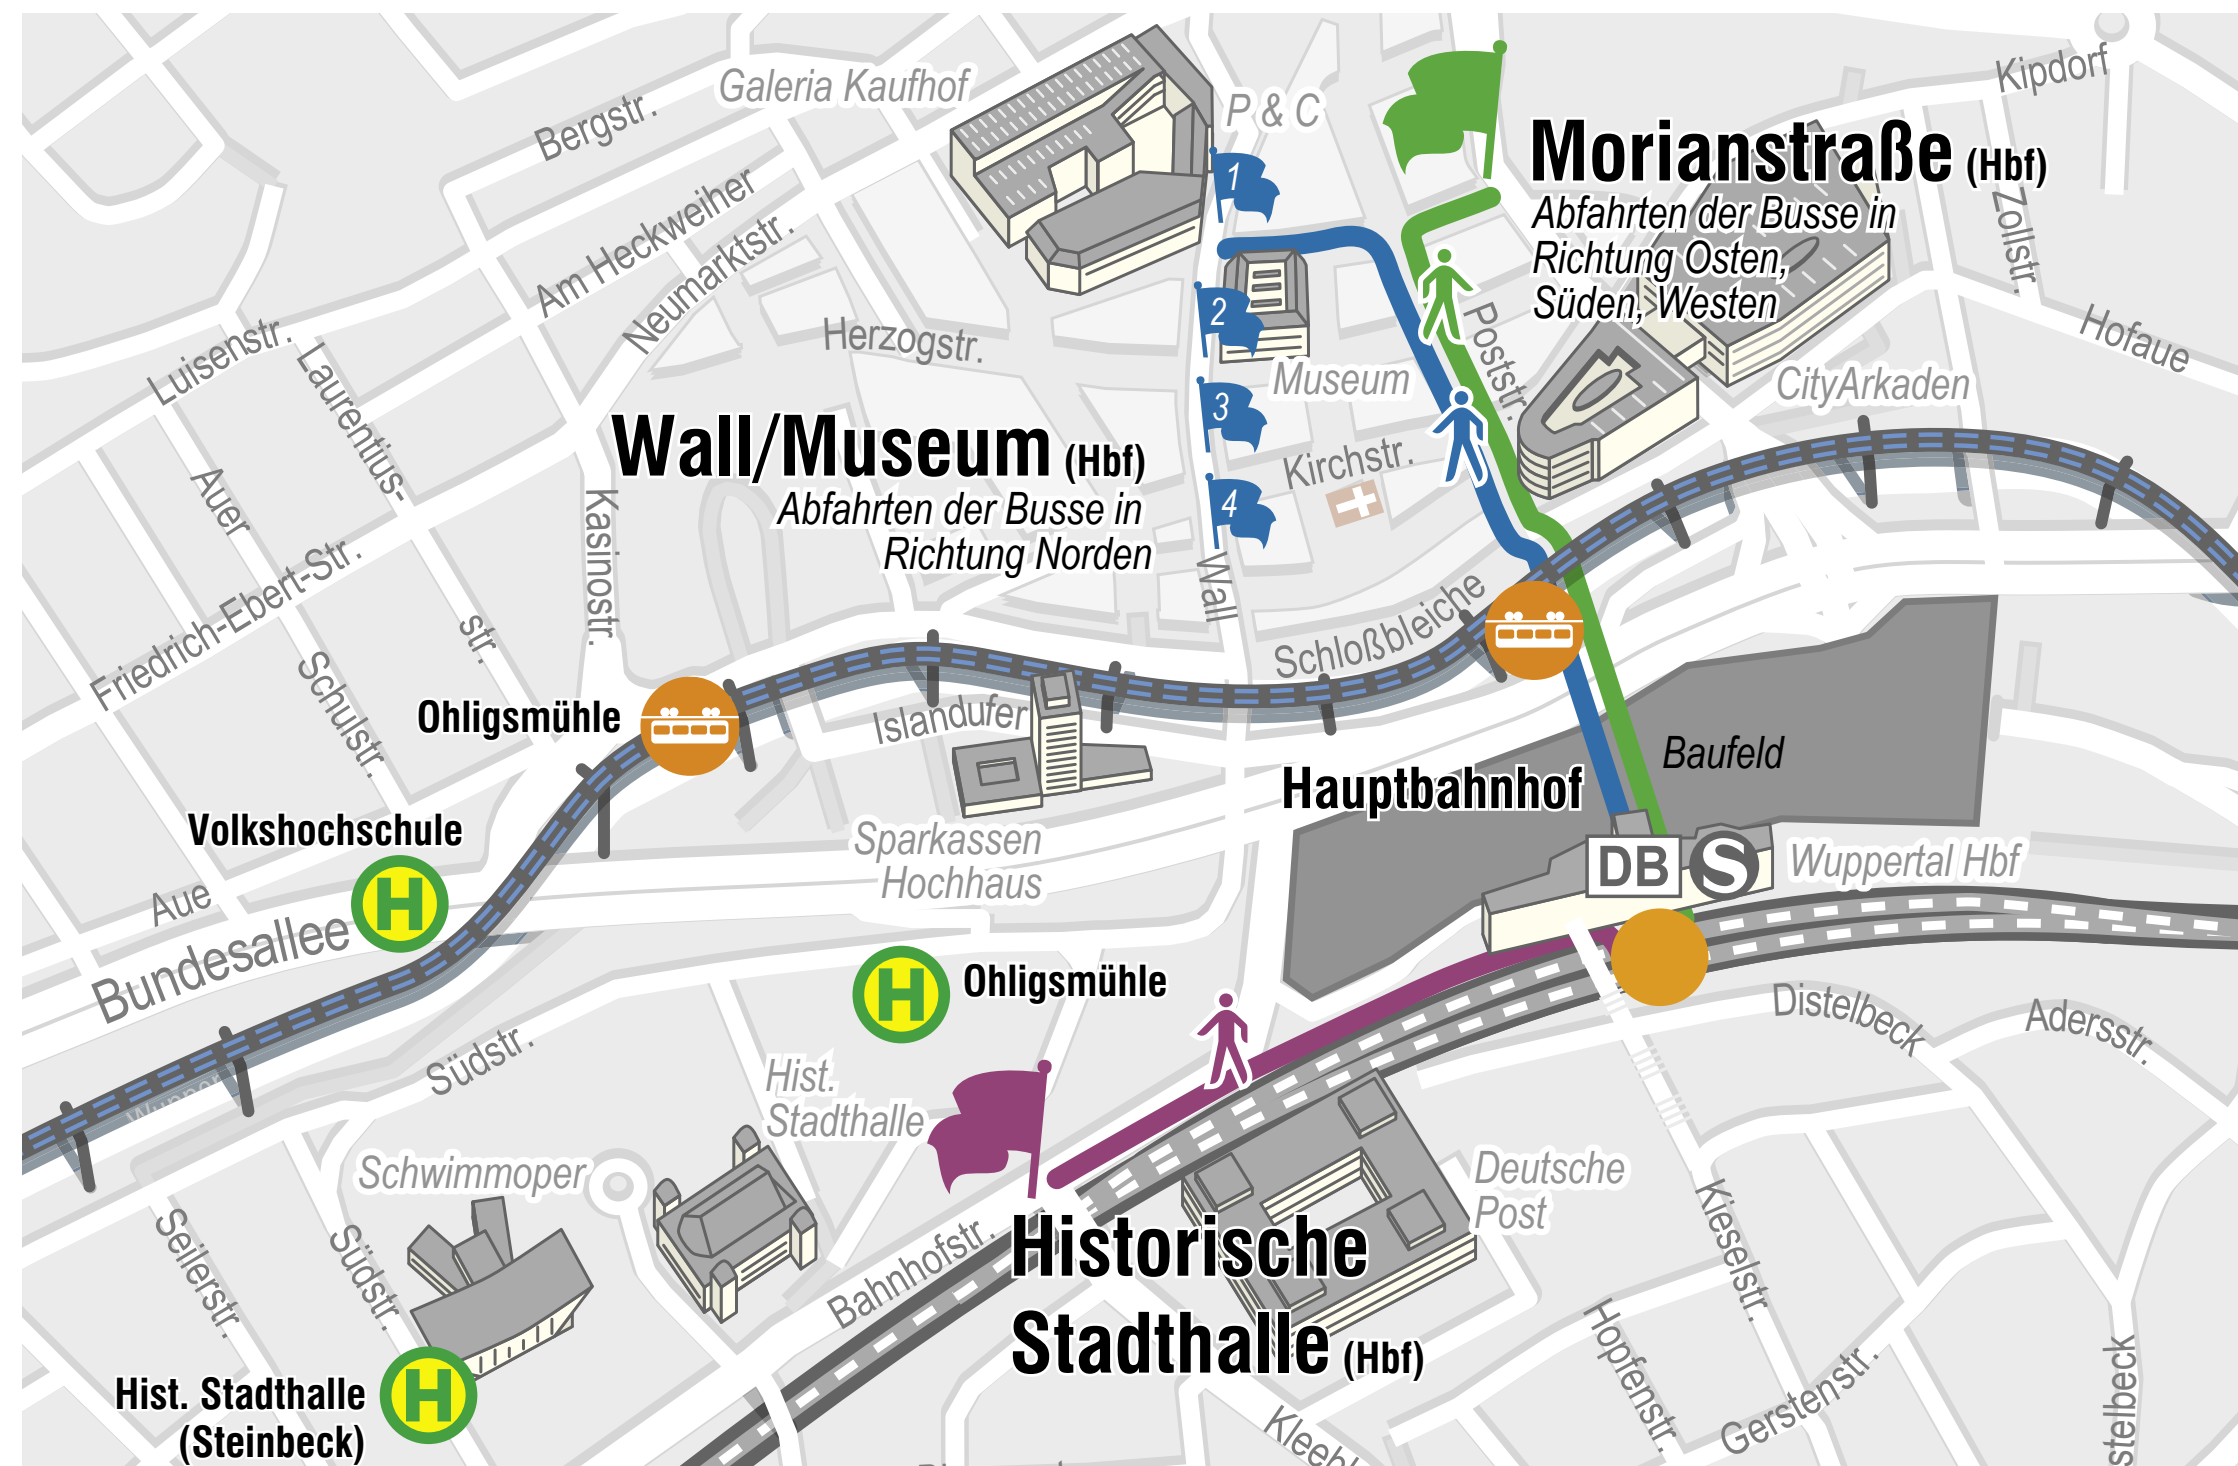 Kipdorf
Galeria Kaufhof
P & C
Bergstr.
Morianstraße (Hbf)
Abfahrten der Busse in
Richtung Osten,
Süden, Westen
1
Zollstr.
Am Heckweiher
Neumarktstr.
2
Luisenstr.
Herzogstr.
Poststr.
Hofaue
Laurentius-
str.
Museum
CityArkaden
3
Wall/Museum (Hbf)
Abfahrten der Busse in
Richtung Norden
Kirchstr.
4
Auer
Schulstr.
Kasinostr.
Friedrich-Ebert-Str.
Wall
Schloßbleiche
Ohligsmühle
Islandufer
Baufeld
Hauptbahnhof
Volkshochschule
H
Sparkassen
Hochhaus
DB
S
Wuppertal Hbf
Aue
Bundesallee
H
Ohligsmühle
Distelbeck
Adersstr.
Südstr.
Wupper
Hist.
Stadthalle
Schwimmoper
Deutsche
Post
Seilerstr.
Südstr.
Bahnhofstr.
Kieselstr.
Historische
Stadthalle (Hbf)
Hopfenstr.
Gerstenstr.
stelbeck
Hist. Stadthalle
(Steinbeck)
H
Kleeb